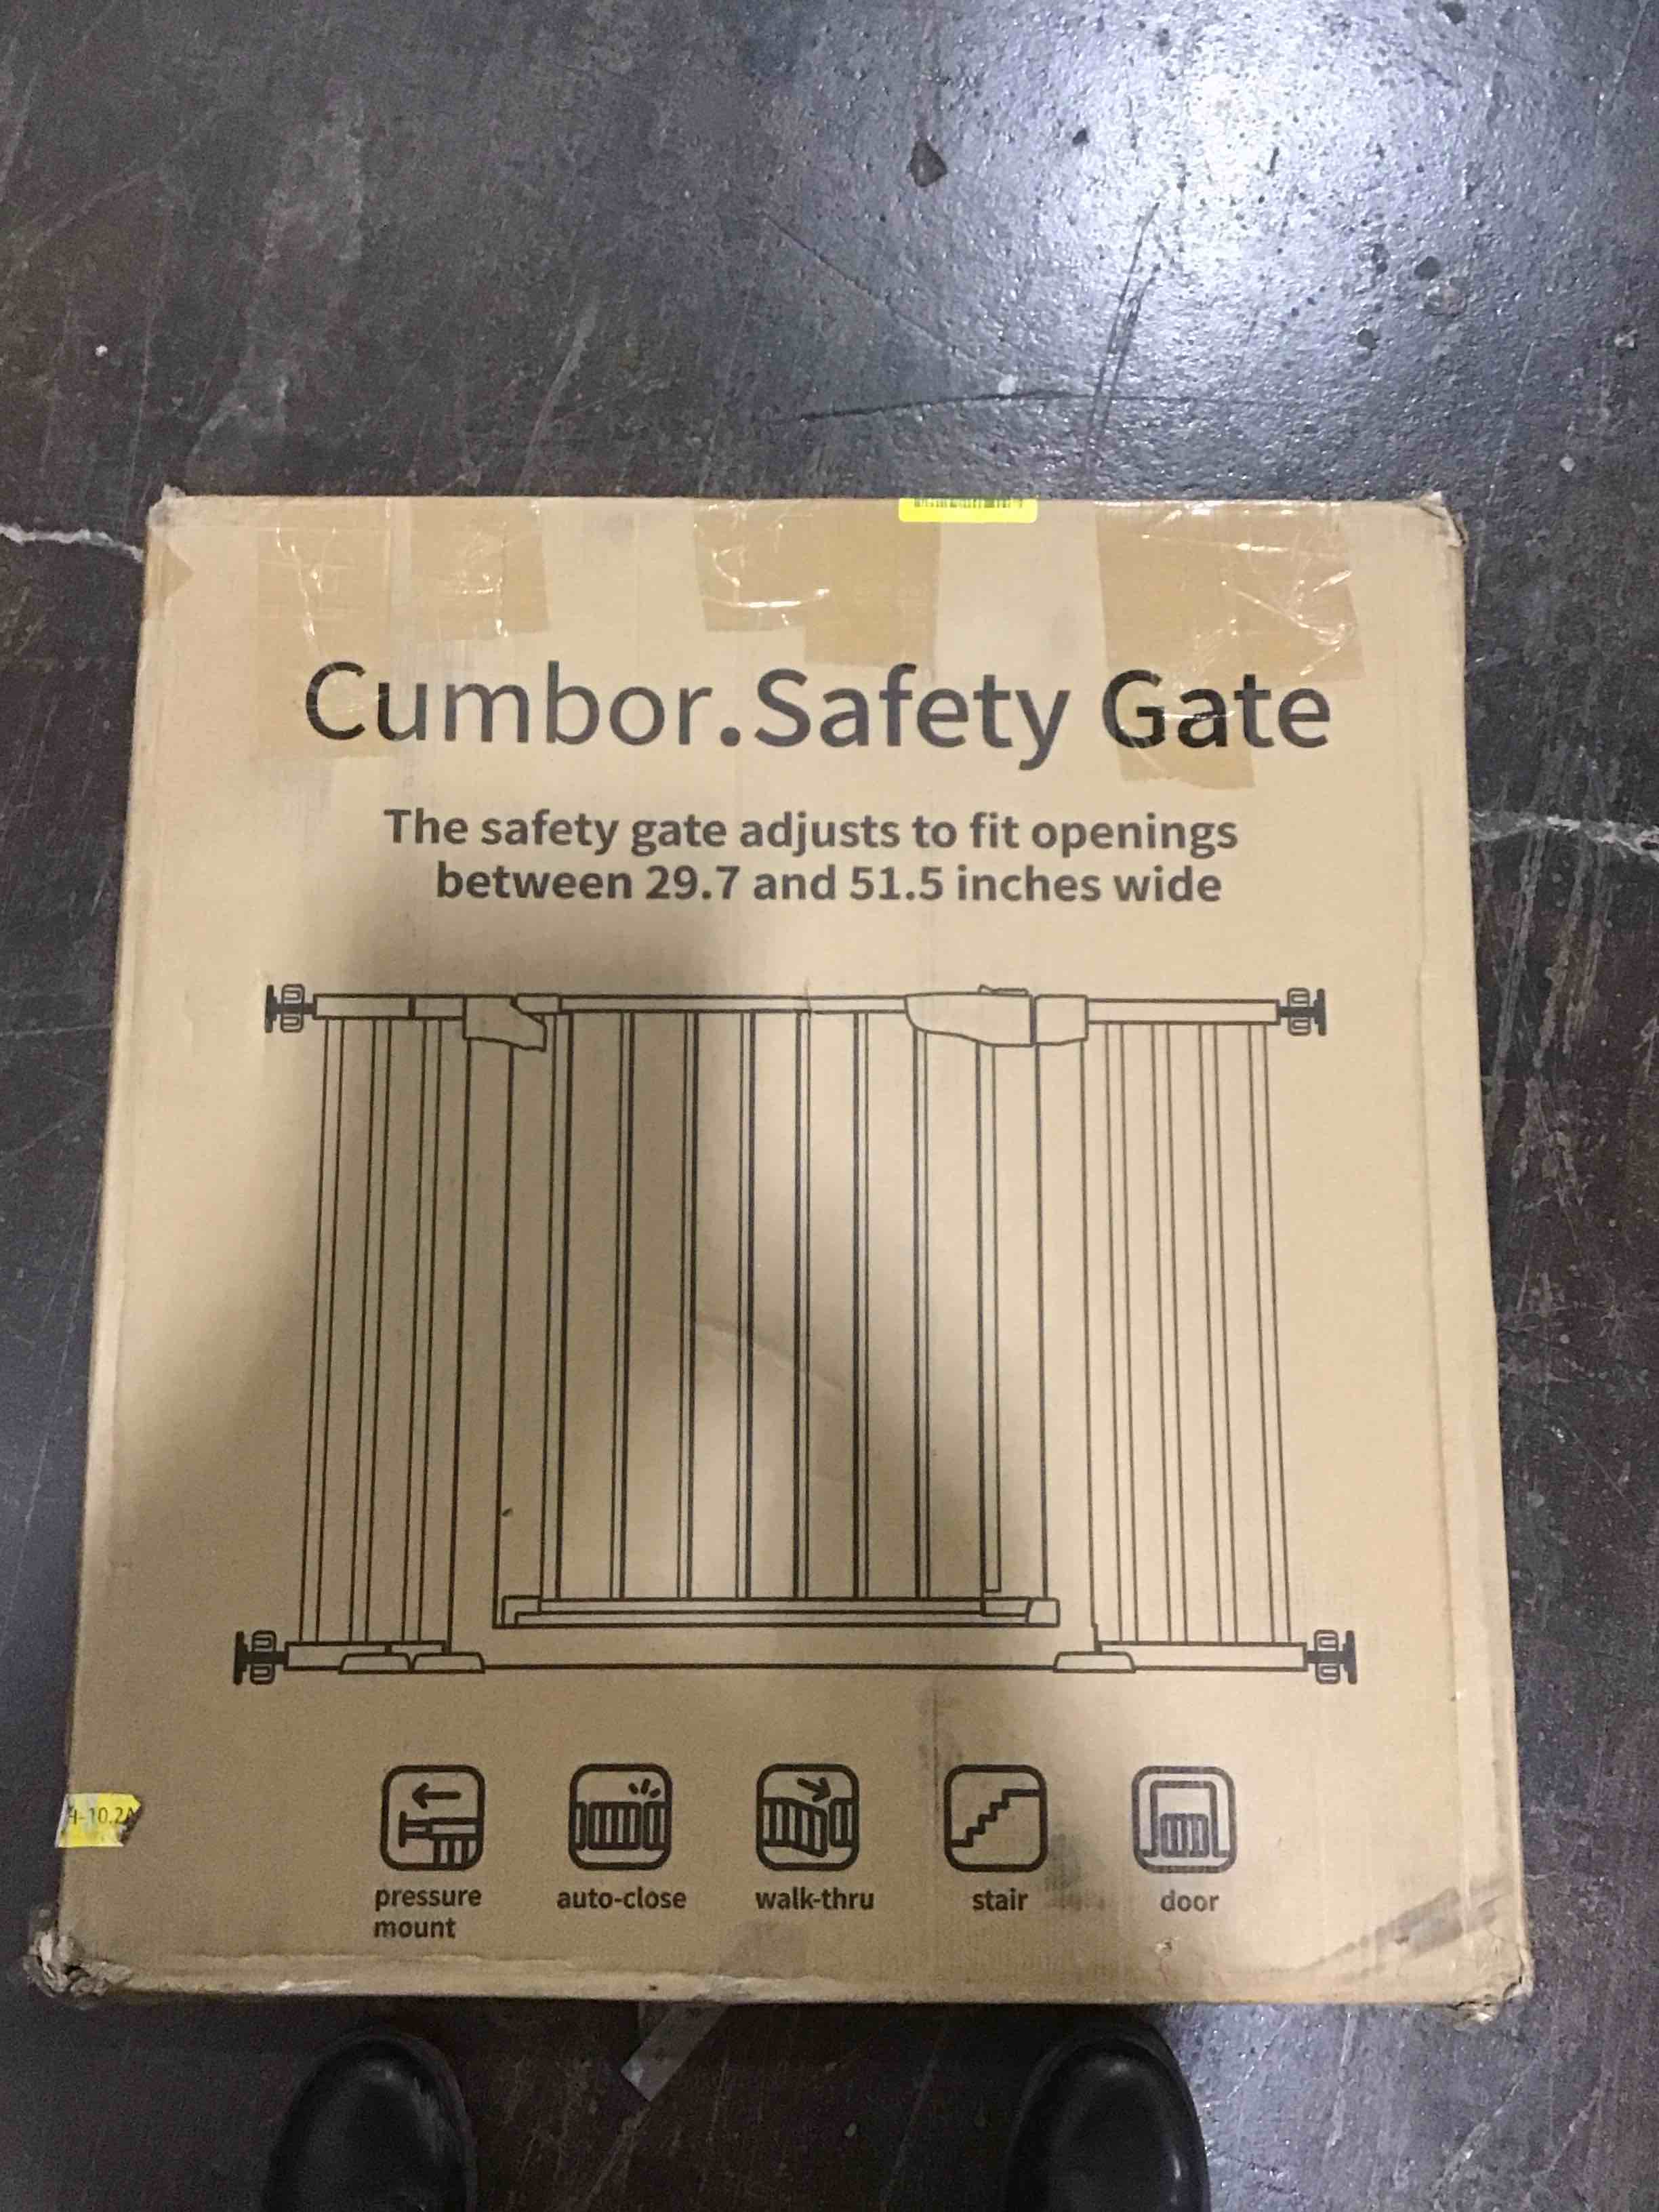 Cumbor.Safety Gate
The safety gate adjusts to fit openings
between 29.7 and 51.5 inches wide
pressure
mount
auto-close
walk-thru
stair
door